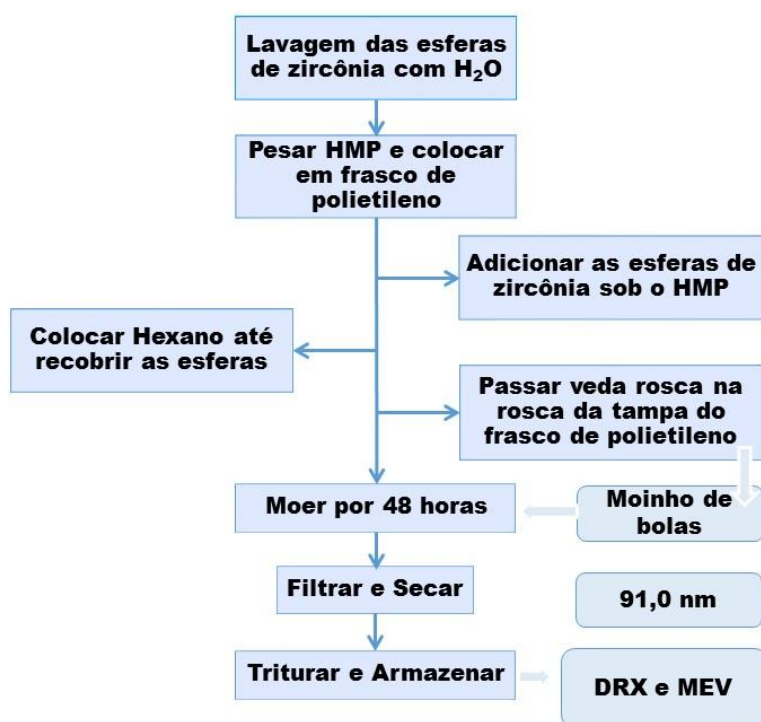 Lavagem das esferas
de zircônia com H₂O
Pesar HMP e colocar
em frasco de
polietileno
Adicionar as esferas de
zircônia sob o HMP
Colocar Hexano até
recobrir as esferas
Passar veda rosca na
rosca da tampa do
frasco de polietileno
Moer por 48 horas
Moinho de
bolas
Filtrar e Secar
91,0 nm
Triturar e Armazenar
DRX e MEV